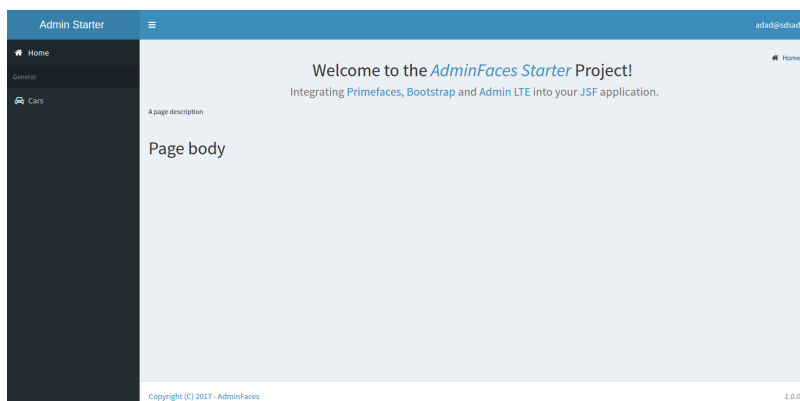 Admin Starter
adad@sdsad
Home
Home
General
Cars
Welcome to the AdminFaces Starter Project!
Integrating Primefaces, Bootstrap and Admin LTE into your JSF application.
A page description
Page body
Copyright (C) 2017 - AdminFaces
1.0.0